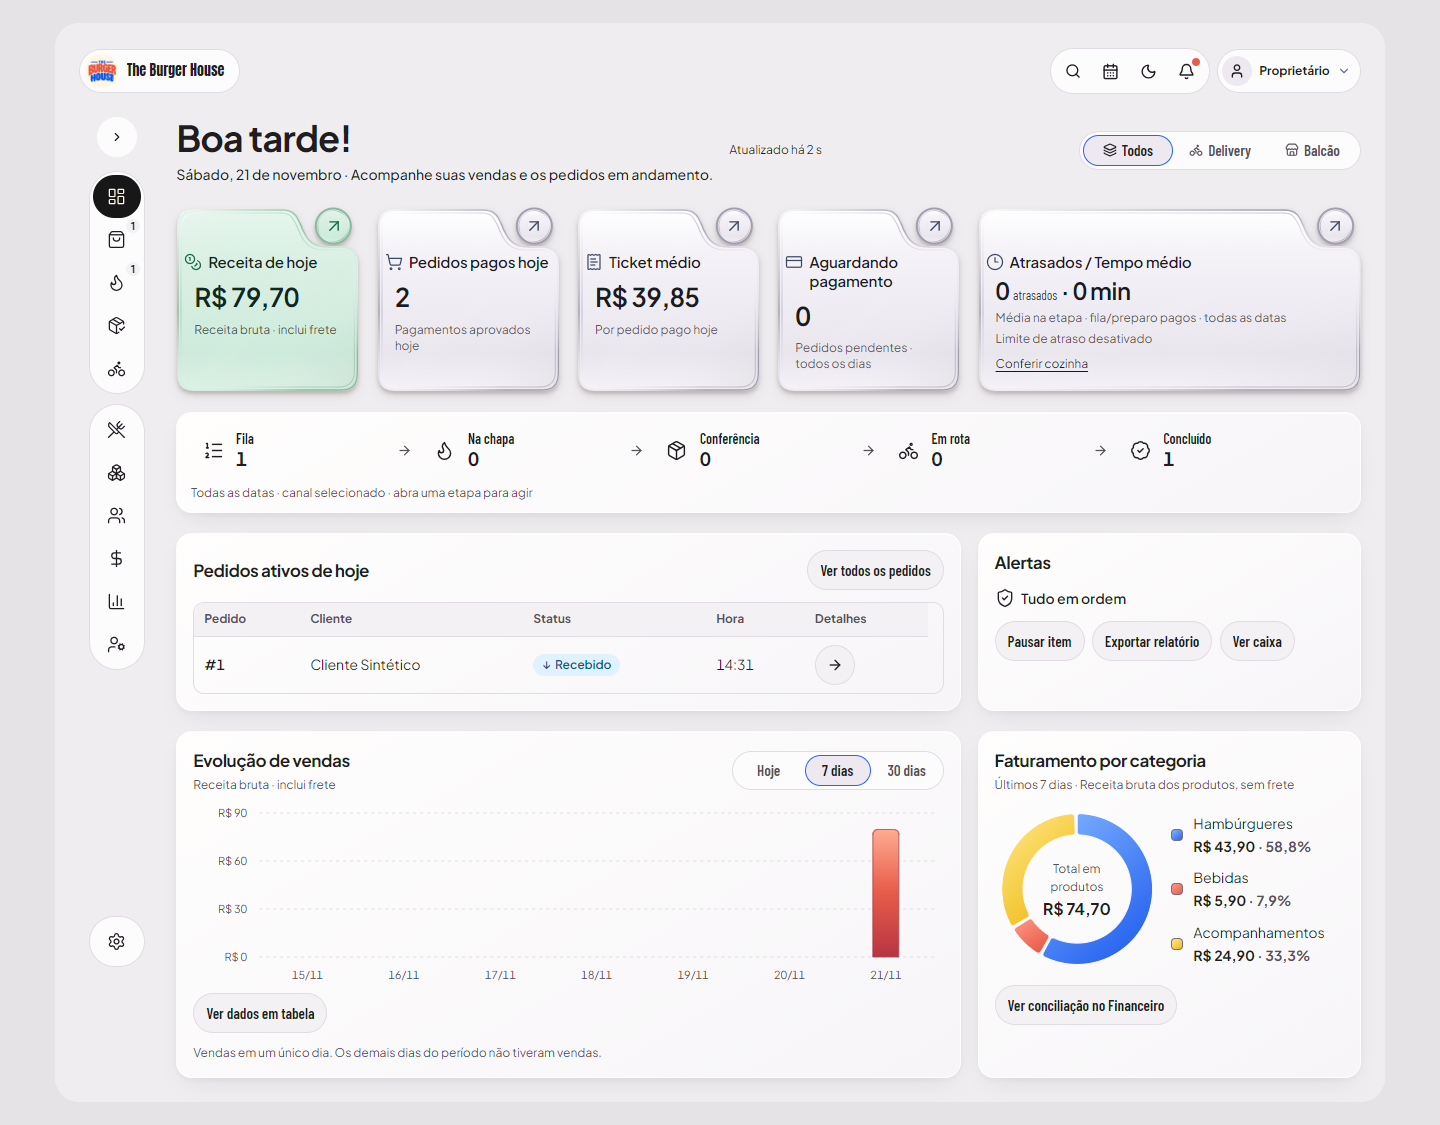 THE BURGER HOUSE
The Burger House
Proprietário
Boa tarde!
Atualizado há 2 s
Todos
Delivery
Balcão
Sábado, 21 de novembro · Acompanhe suas vendas e os pedidos em andamento.
1
1
Receita de hoje
R$ 79,70
Receita bruta · inclui frete
Pedidos pagos hoje
2
Pagamentos aprovados
hoje
Ticket médio
R$ 39,85
Por pedido pago hoje
Aguardando
pagamento
0
Pedidos pendentes ·
todos os dias
Atrasados / Tempo médio
0 atrasados · 0 min
Média na etapa · fila/preparo pagos · todas as datas
Limite de atraso desativado
Conferir cozinha
Fila
1
Na chapa
0
Conferência
0
Em rota
0
Concluído
1
Todas as datas · canal selecionado · abra uma etapa para agir
Pedidos ativos de hoje
Ver todos os pedidos
Pedido Cliente Status Hora Detalhes
#1 Cliente Sintético Recebido 14:31
Alertas
Tudo em ordem
Pausar item
Exportar relatório
Ver caixa
Evolução de vendas
Receita bruta · inclui frete
Hoje
7 dias
30 dias
R$ 90
R$ 60
R$ 30
R$ 0
15/11 16/11 17/11 18/11 19/11 20/11 21/11
Ver dados em tabela
Vendas em um único dia. Os demais dias do período não tiveram vendas.
Faturamento por categoria
Últimos 7 dias · Receita bruta dos produtos, sem frete
Total em
produtos
R$ 74,70
Hambúrgueres
R$ 43,90 · 58,8%
Bebidas
R$ 5,90 · 7,9%
Acompanhamentos
R$ 24,90 · 33,3%
Ver conciliação no Financeiro